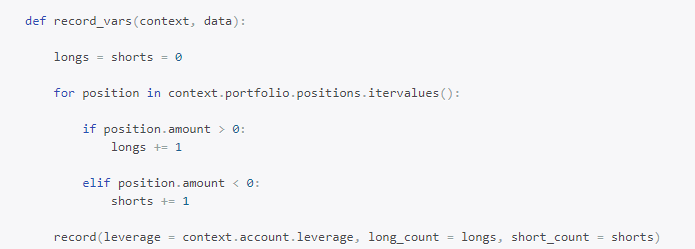 def record_vars(context, data):
longs = shorts = 0
for position in context.portfolio.positions.itervalues():
if position.amount > 0:
longs += 1
elif position.amount < 0:
shorts += 1
record(leverage = context.account.leverage, long_count = longs, short_count = shorts)